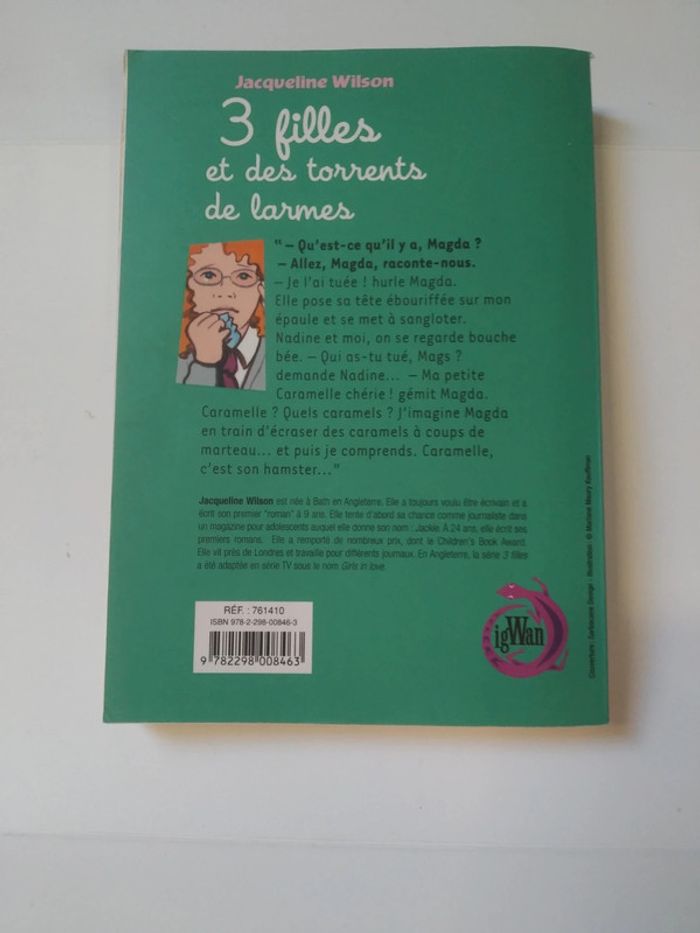 Jacqueline Wilson
3 filles
et des torrents
de larmes
" – Qu'est-ce qu'il y a, Magda ?
– Allez, Magda, raconte-nous.
– Je l'ai tuée ! hurle Magda.
Elle pose sa tête ébouriffée sur mon
épaule et se met à sangloter.
Nadine et moi, on se regarde bouche
bée. – Qui as-tu tué, Mags ?
demande Nadine... – Ma petite
Caramelle chérie ! gémit Magda.
Caramelle ? Quels caramels ? J'imagine Magda
en train d'écraser des caramels à coups de
marteau... et puis je comprends. Caramelle,
c'est son hamster..."
Jacqueline Wilson est née à Bath en Angleterre. Elle a toujours voulu être écrivain et a
écrit son premier "roman" à 9 ans. Elle tente d'abord sa chance comme journaliste dans
un magazine pour adolescents auquel elle donne son nom : Jackie. À 24 ans, elle écrit ses
premiers romans. Elle a remporté de nombreux prix, dont le Children's Book Award.
Elle vit près de Londres et travaille pour différents journaux. En Angleterre, la série 3 filles
a été adaptée en série TV sous le nom Girls in love.
RÉF. : 761410
ISBN 978-2-298-00846-3
9 782298 008463
igWan
Couverture : Sarbacane Design - Illustration : © Marianne Maury Kaufmann